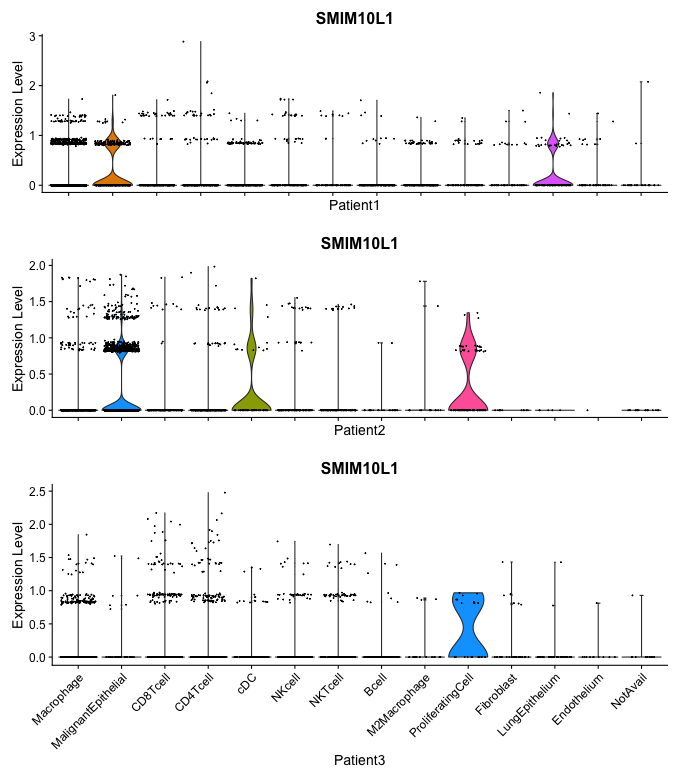 SMIM10L1
Expression Level
3
2
1
0
Patient1
SMIM10L1
Expression Level
2.0
1.5
1.0
0.5
0.0
Patient2
SMIM10L1
Expression Level
2.5
2.0
1.5
1.0
0.5
0.0
Macrophage
MalignantEpithelial
CD8Tcell
CD4Tcell
cDC
NKcell
NKTcell
Bcell
M2Macrophage
ProliferatingCell
Fibroblast
LungEpithelium
Endothelium
NotAvail
Patient3